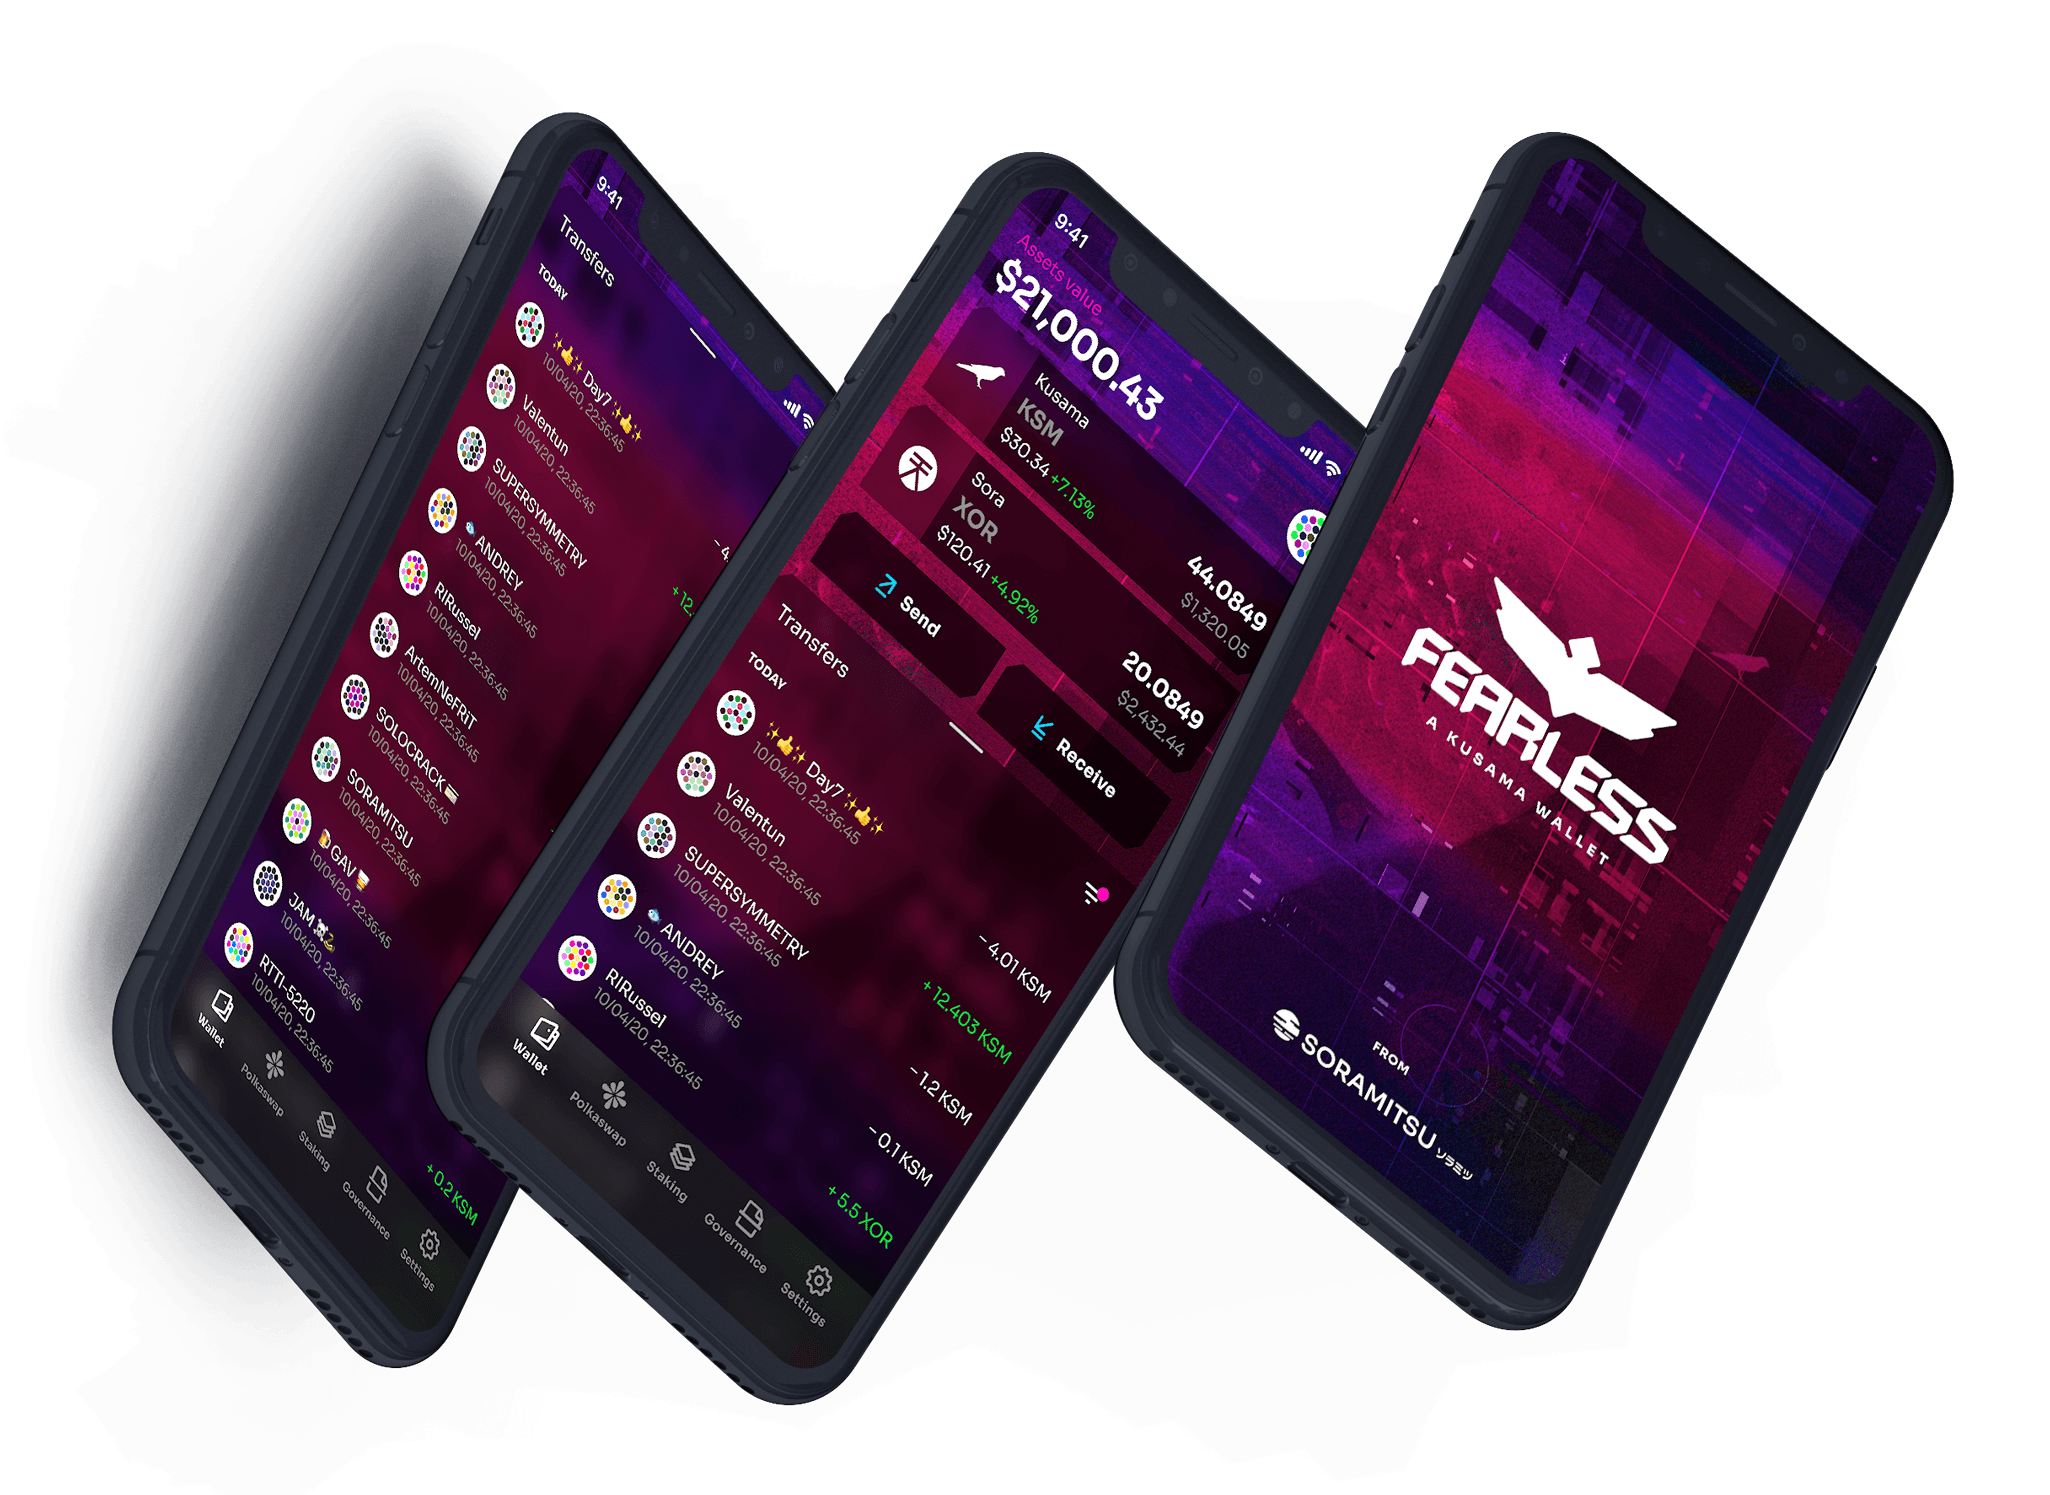 9:41
Transfers
TODAY
✨👍✨ Day7 ✨👍✨
10/04/20, 22:36:45
Valentun
10/04/20, 22:36:45
SUPERSYMMETRY
10/04/20, 22:36:45
🐟 ANDREY
10/04/20, 22:36:45
RIRussel
10/04/20, 22:36:45
ArtemNeFRiT
10/04/20, 22:36:45
SOLOCRACK
10/04/20, 22:36:45
SORAMITSU
10/04/20, 22:36:45
GAV
10/04/20, 22:36:45
JAM
10/04/20, 22:36:45
RTTI-5220
10/04/20, 22:36:45
-4.
+12.
+0.2 KSM
Wallet
Polkaswap
Staking
Governance
Settings
9:41
Assets value
$21,000.43
Kusama
KSM
$30.34 +7.13%
44.0849
$1,320.05
Sora
XOR
$120.41 +4.92%
20.0849
$2,432.44
Send
Receive
Transfers
TODAY
✨👍✨ Day7 ✨👍✨
10/04/20, 22:36:45
- 4.01 KSM
Valentun
10/04/20, 22:36:45
+ 12.403 KSM
SUPERSYMMETRY
10/04/20, 22:36:45
- 1.2 KSM
🐟 ANDREY
10/04/20, 22:36:45
- 0.1 KSM
RIRussel
10/04/20, 22:36:45
+ 5.5 XOR
Wallet
Polkaswap
Staking
Governance
Settings
FEARLESS
A KUSAMA WALLET
FROM
SORAMITSU ソラミツ